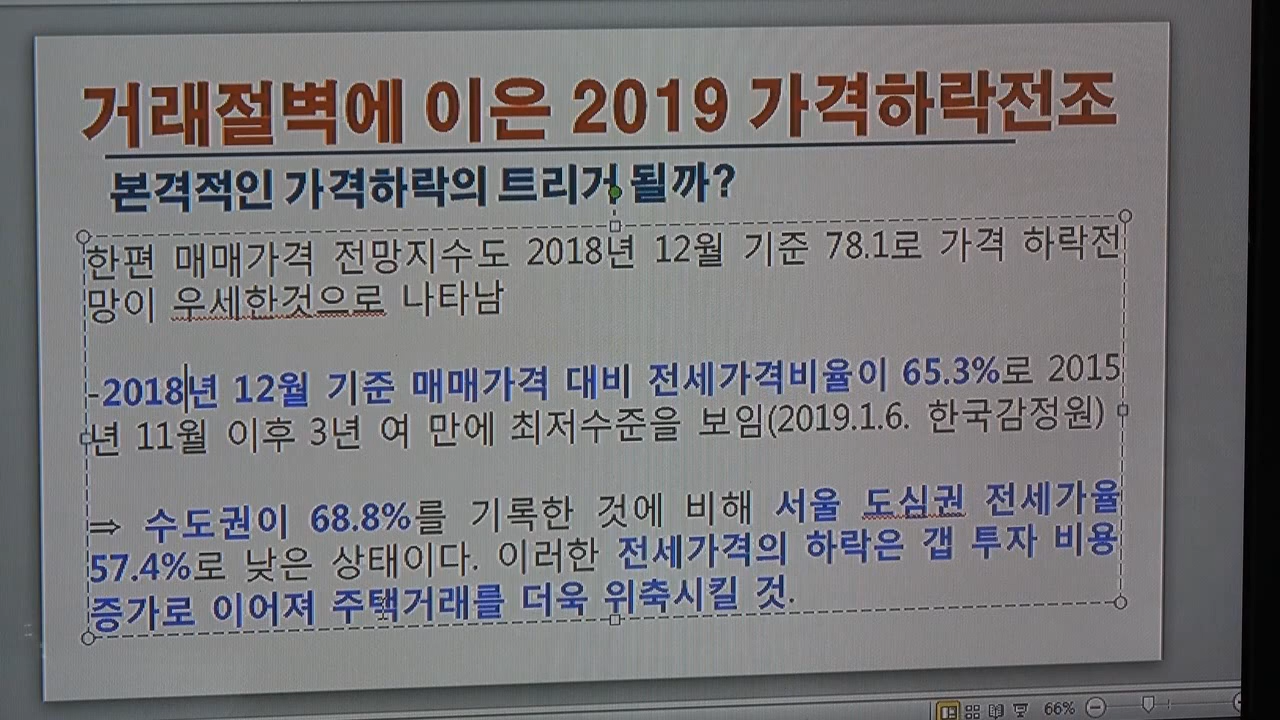 거래절벽에 이은 2019 가격하락전조
본격적인 가격하락의 트리거 될까?
한편 매매가격 전망지수도 2018년 12월 기준 78.1로 가격 하락전
망이 우세한것으로 나타남
-2018년 12월 기준 매매가격 대비 전세가격비율이 65.3%로 2015
년 11월 이후 3년 여 만에 최저수준을 보임(2019.1.6. 한국감정원)
⇒ 수도권이 68.8%를 기록한 것에 비해 서울 도심권 전세가율
57.4%로 낮은 상태이다. 이러한 전세가격의 하락은 갭 투자 비용
증가로 이어져 주택거래를 더욱 위축시킬 것.
66%